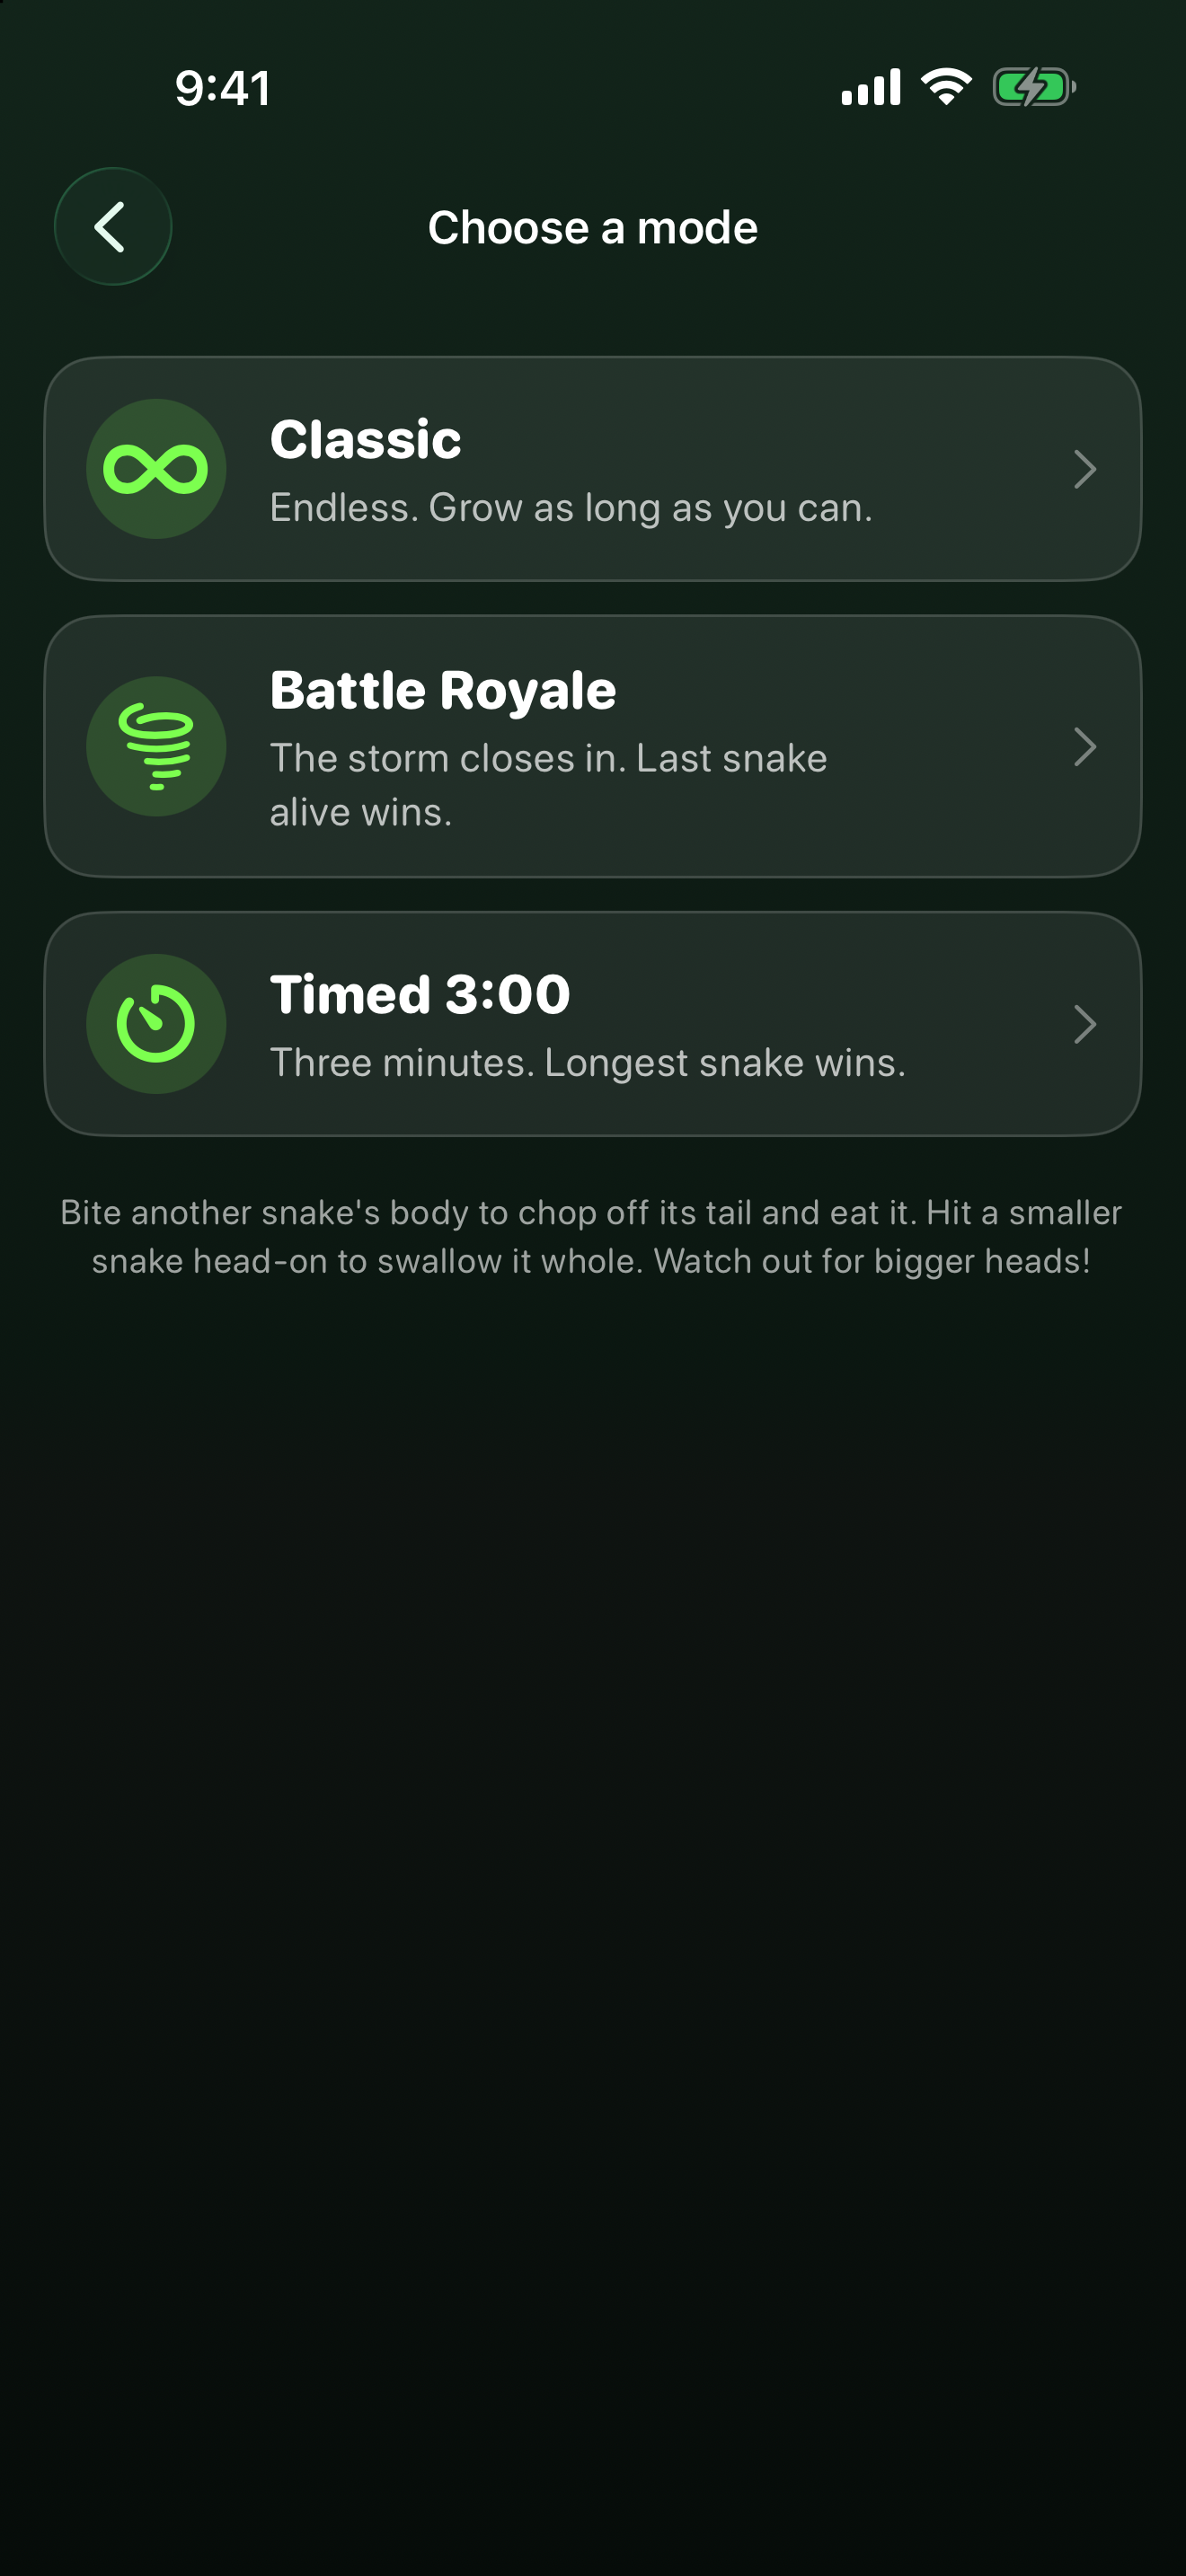 9:41
Choose a mode
Classic
Endless. Grow as long as you can.
Battle Royale
The storm closes in. Last snake
alive wins.
Timed 3:00
Three minutes. Longest snake wins.
Bite another snake's body to chop off its tail and eat it. Hit a smaller
snake head-on to swallow it whole. Watch out for bigger heads!